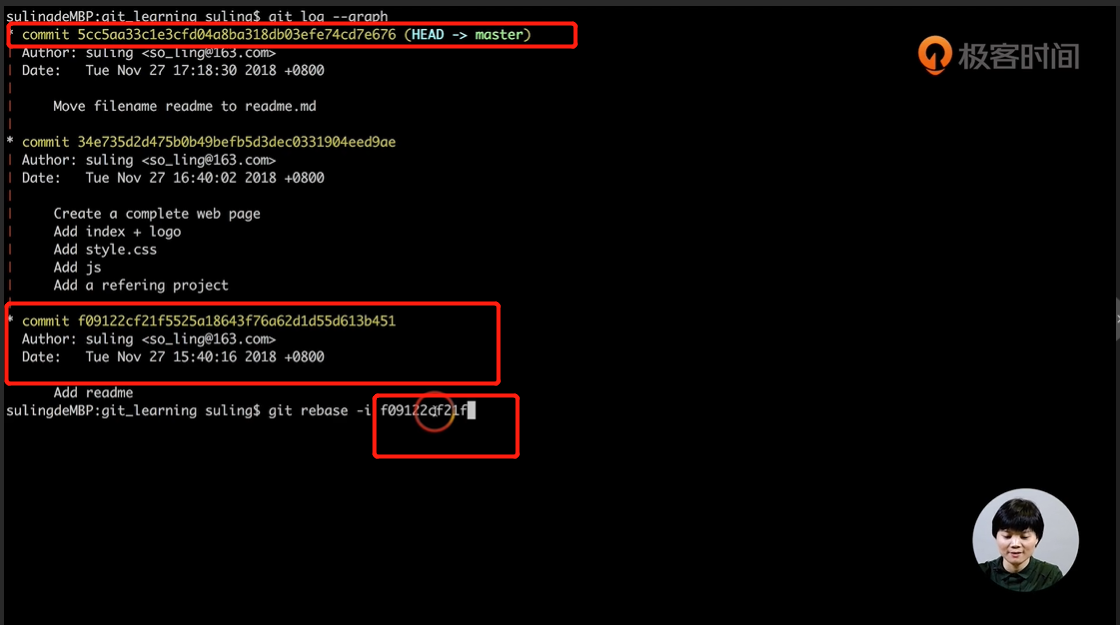 sulingdeMBP:git_learning suling$ git log --graph
* commit 5cc5aa33c1e3cfd04a8ba318db03efe74cd7e676 (HEAD -> master)
| Author: suling <so_ling@163.com>
| Date:   Tue Nov 27 17:18:30 2018 +0800
|
|     Move filename readme to readme.md
|
* commit 34e735d2d475b0b49befb5d3dec0331904eed9ae
| Author: suling <so_ling@163.com>
| Date:   Tue Nov 27 16:40:02 2018 +0800
|
|     Create a complete web page
|     Add index + logo
|     Add style.css
|     Add js
|     Add a refering project
|
* commit f09122cf21f5525a18643f76a62d1d55d613b451
  Author: suling <so_ling@163.com>
  Date:   Tue Nov 27 15:40:16 2018 +0800
      Add readme
sulingdeMBP:git_learning suling$ git rebase -i f09122cf21f
极客时间